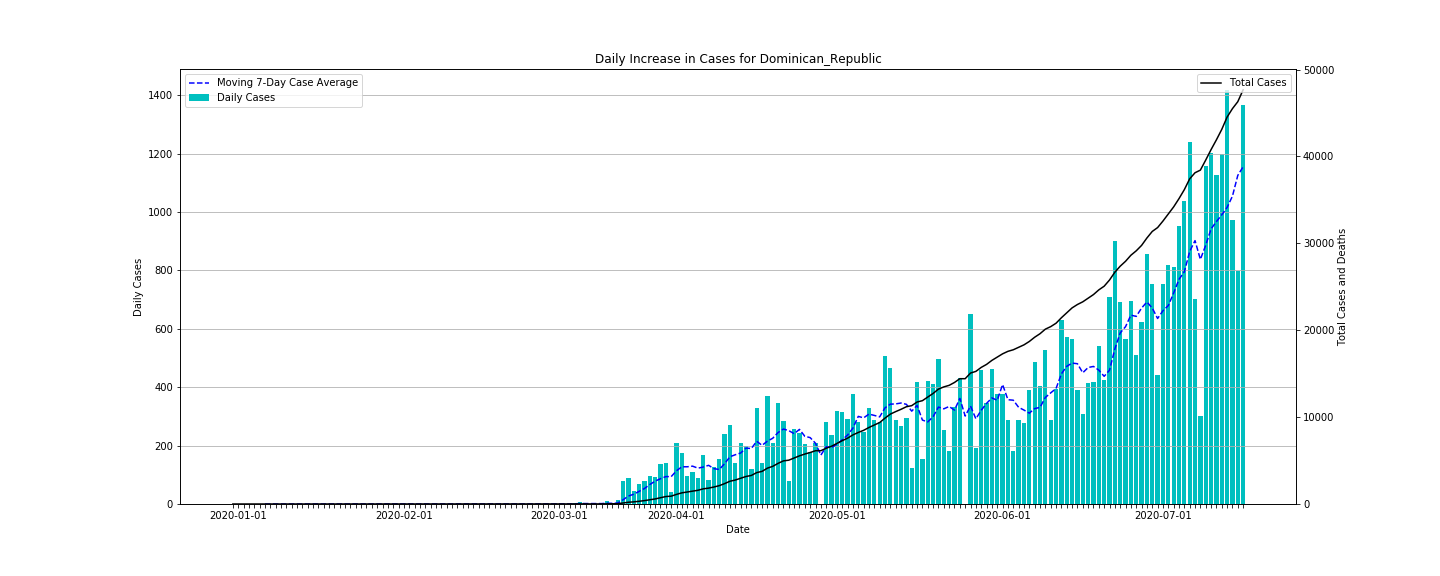 Daily Increase in Cases for Dominican_Republic
Moving 7-Day Case Average
Daily Cases
Total Cases
1400
1200
1000
800
600
400
200
0
Daily Cases
50000
40000
30000
20000
10000
0
Total Cases and Deaths
2020-01-01 2020-02-01 2020-03-01 2020-04-01 2020-05-01 2020-06-01 2020-07-01
Date